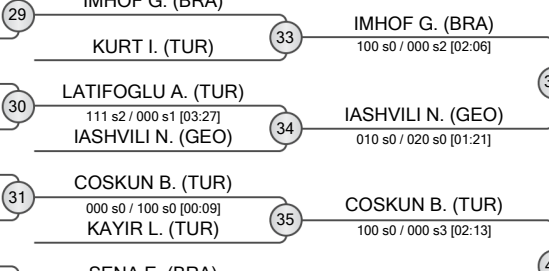 IMHOF G. (BRA)
29
KURT I. (TUR)
33
IMHOF G. (BRA)
100 s0 / 000 s2 [02:06]
LATIFOGLU A. (TUR)
30
111 s2 / 000 s1 [03:27]
IASHVILI N. (GEO)
34
IASHVILI N. (GEO)
010 s0 / 020 s0 [01:21]
COSKUN B. (TUR)
31
000 s0 / 100 s0 [00:09]
KAYIR L. (TUR)
35
COSKUN B. (TUR)
100 s0 / 000 s3 [02:13]
SENA E. (BRA)